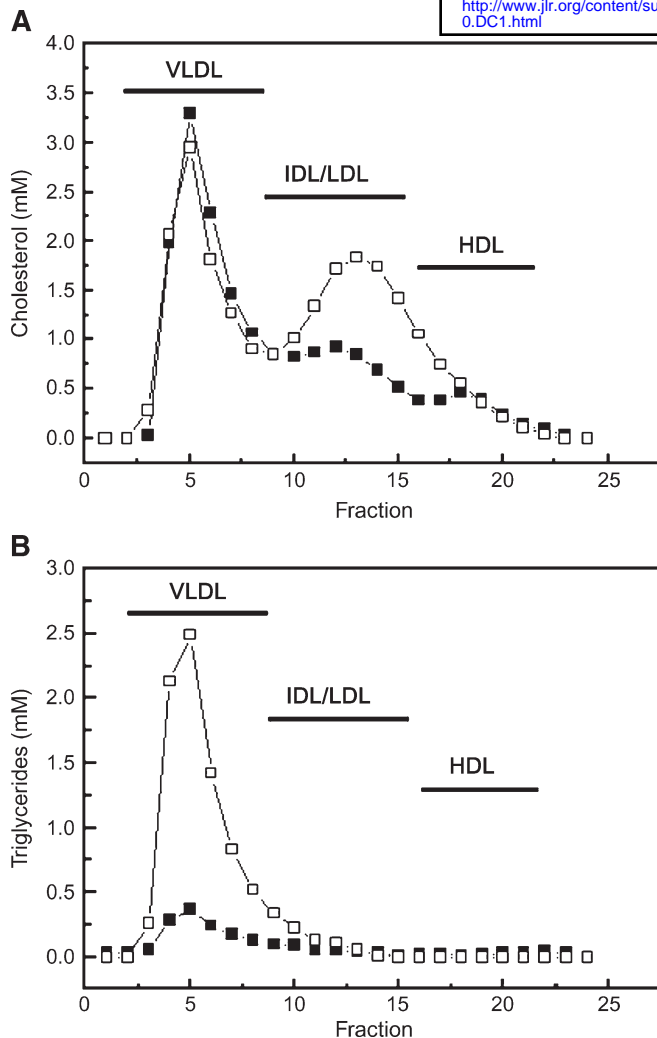 http://www.jlr.org/content/su
0.DC1.html
A
4.0
3.5
3.0
2.5
2.0
1.5
1.0
0.5
0.0
Cholesterol (mM)
VLDL
IDL/LDL
HDL
0 5 10 15 20 25
Fraction
B
3.0
2.5
2.0
1.5
1.0
0.5
0.0
Triglycerides (mM)
VLDL
IDL/LDL
HDL
0 5 10 15 20 25
Fraction